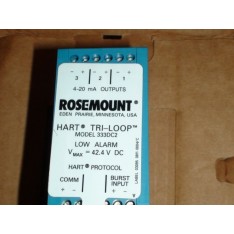 3 2 1
+ - + - + -
4-20 mA OUTPUTS
ROSEMOUNT®
EDEN PRAIRIE, MINNESOTA, USA
HART® TRI-LOOP™
MODEL 333DC2
LOW ALARM
VMAX = 42.4 V DC
HART® PROTOCOL
COMM BURST INPUT
+ - + -